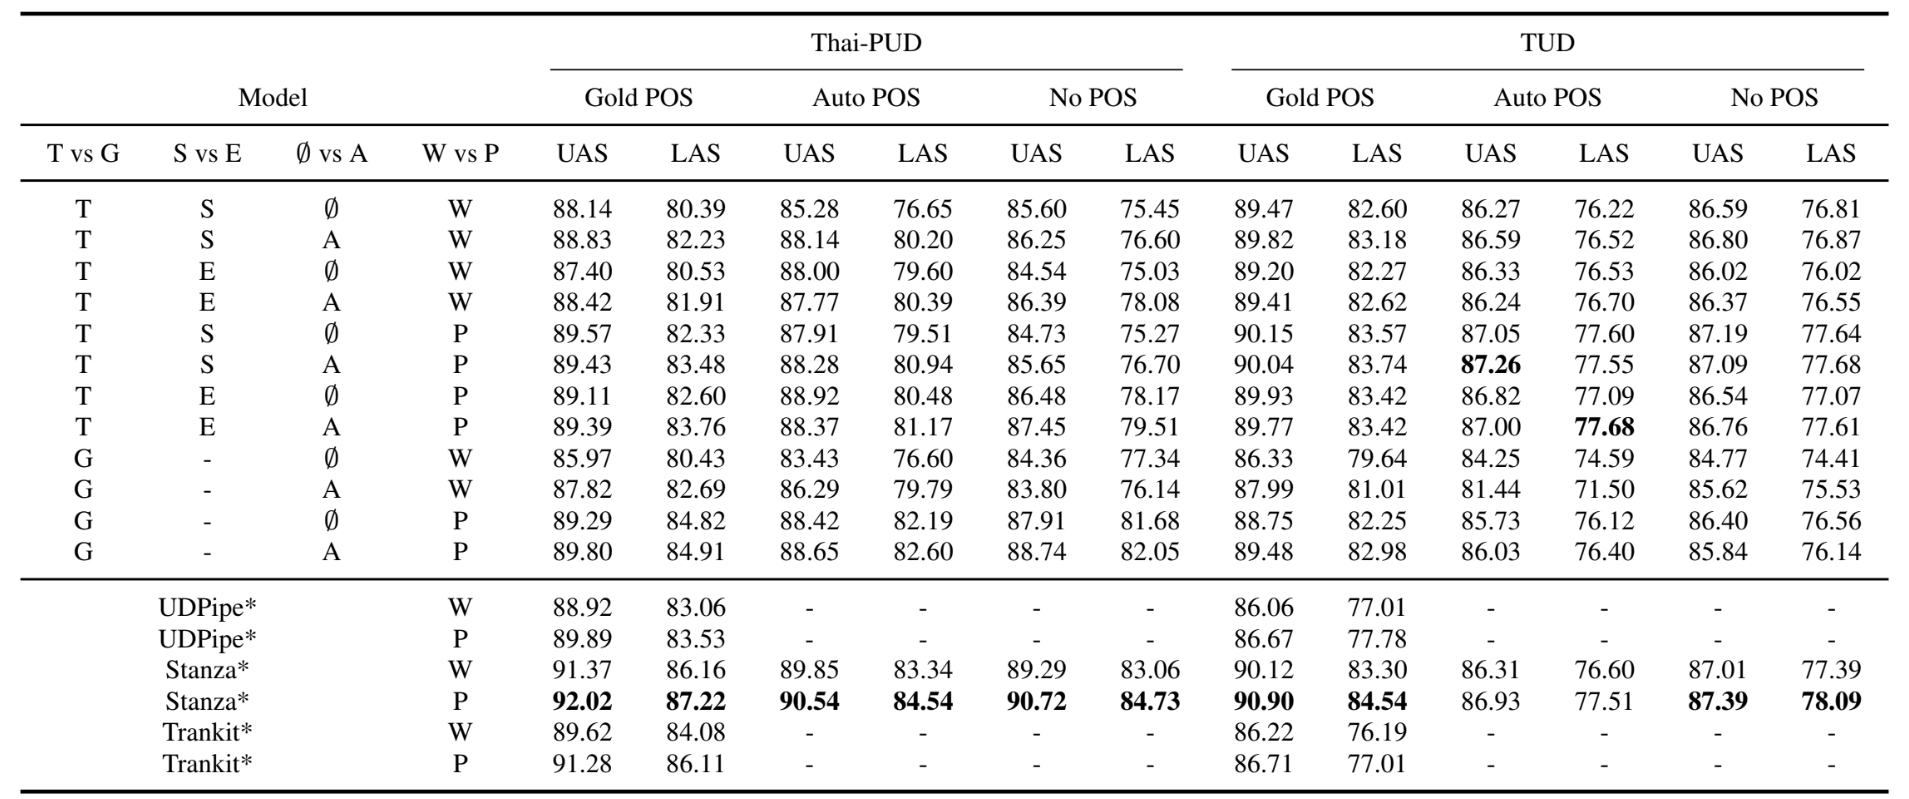 Thai-PUD TUD
Model Gold POS Auto POS No POS Gold POS Auto POS No POS
T vs G S vs E ∅ vs A W vs P UAS LAS UAS LAS UAS LAS UAS LAS UAS LAS UAS LAS
T S ∅ W 88.14 80.39 85.28 76.65 85.60 75.45 89.47 82.60 86.27 76.22 86.59 76.81
T S A W 88.83 82.23 88.14 80.20 86.25 76.60 89.82 83.18 86.59 76.52 86.80 76.87
T E ∅ W 87.40 80.53 88.00 79.60 84.54 75.03 89.20 82.27 86.33 76.53 86.02 76.02
T E A W 88.42 81.91 87.77 80.39 86.39 78.08 89.41 82.62 86.24 76.70 86.37 76.55
T S ∅ P 89.57 82.33 87.91 79.51 84.73 75.27 90.15 83.57 87.05 77.60 87.19 77.64
T S A P 89.43 83.48 88.28 80.94 85.65 76.70 90.04 83.74 87.26 77.55 87.09 77.68
T E ∅ P 89.11 82.60 88.92 80.48 86.48 78.17 89.93 83.42 86.82 77.09 86.54 77.07
T E A P 89.39 83.76 88.37 81.17 87.45 79.51 89.77 83.42 87.00 77.68 86.76 77.61
G - ∅ W 85.97 80.43 83.43 76.60 84.36 77.34 86.33 79.64 84.25 74.59 84.77 74.41
G - A W 87.82 82.69 86.29 79.79 83.80 76.14 87.99 81.01 81.44 71.50 85.62 75.53
G - ∅ P 89.29 84.82 88.42 82.19 87.91 81.68 88.75 82.25 85.73 76.12 86.40 76.56
G - A P 89.80 84.91 88.65 82.60 88.74 82.05 89.48 82.98 86.03 76.40 85.84 76.14
UDPipe* W 88.92 83.06 - - - - 86.06 77.01 - - - -
UDPipe* P 89.89 83.53 - - - - 86.67 77.78 - - - -
Stanza* W 91.37 86.16 89.85 83.34 89.29 83.06 90.12 83.30 86.31 76.60 87.01 77.39
Stanza* P 92.02 87.22 90.54 84.54 90.72 84.73 90.90 84.54 86.93 77.51 87.39 78.09
Trankit* W 89.62 84.08 - - - - 86.22 76.19 - - - -
Trankit* P 91.28 86.11 - - - - 86.71 77.01 - - - -